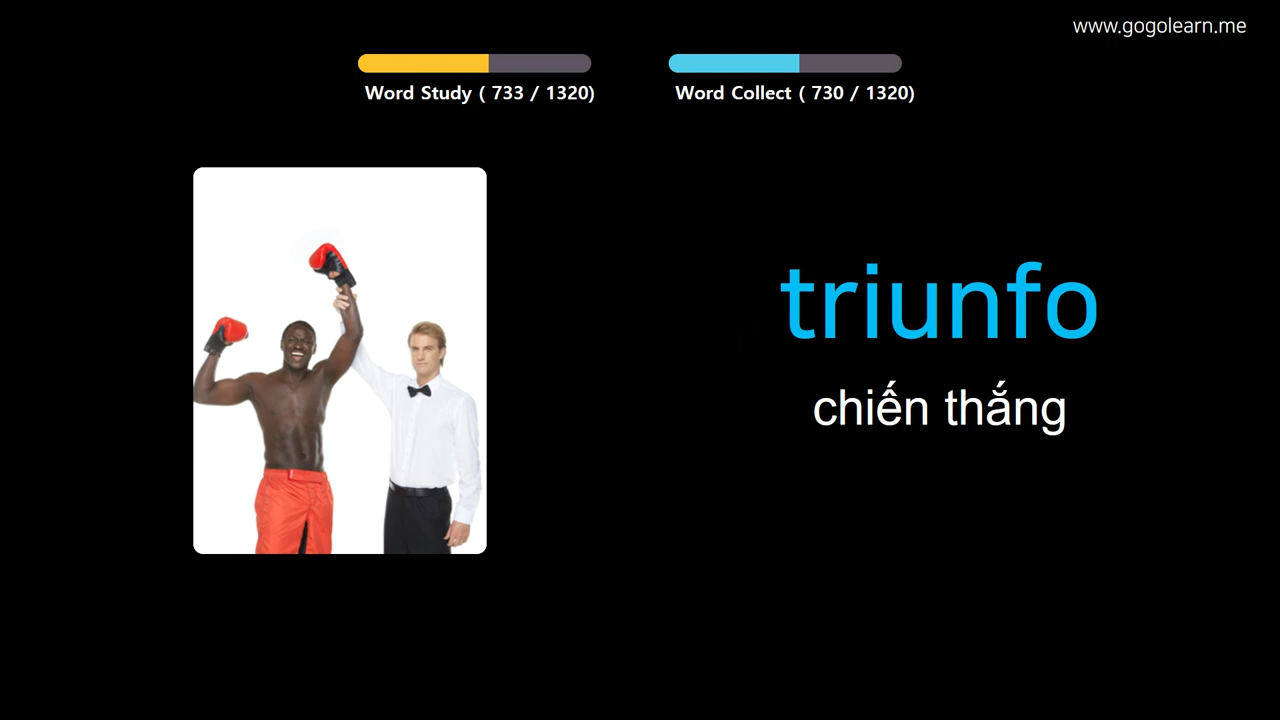 www.gogolearn.me
Word Study ( 733 / 1320)
Word Collect ( 730 / 1320)
triunfo
chiến thắng